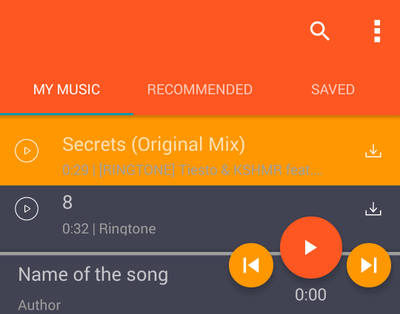 MY MUSIC RECOMMENDED SAVED
Secrets (Original Mix)
0:29 | [RINGTONE] Tiesto & KSHMR feat...
8
0:32 | Ringtone
Name of the song
Author
0:00